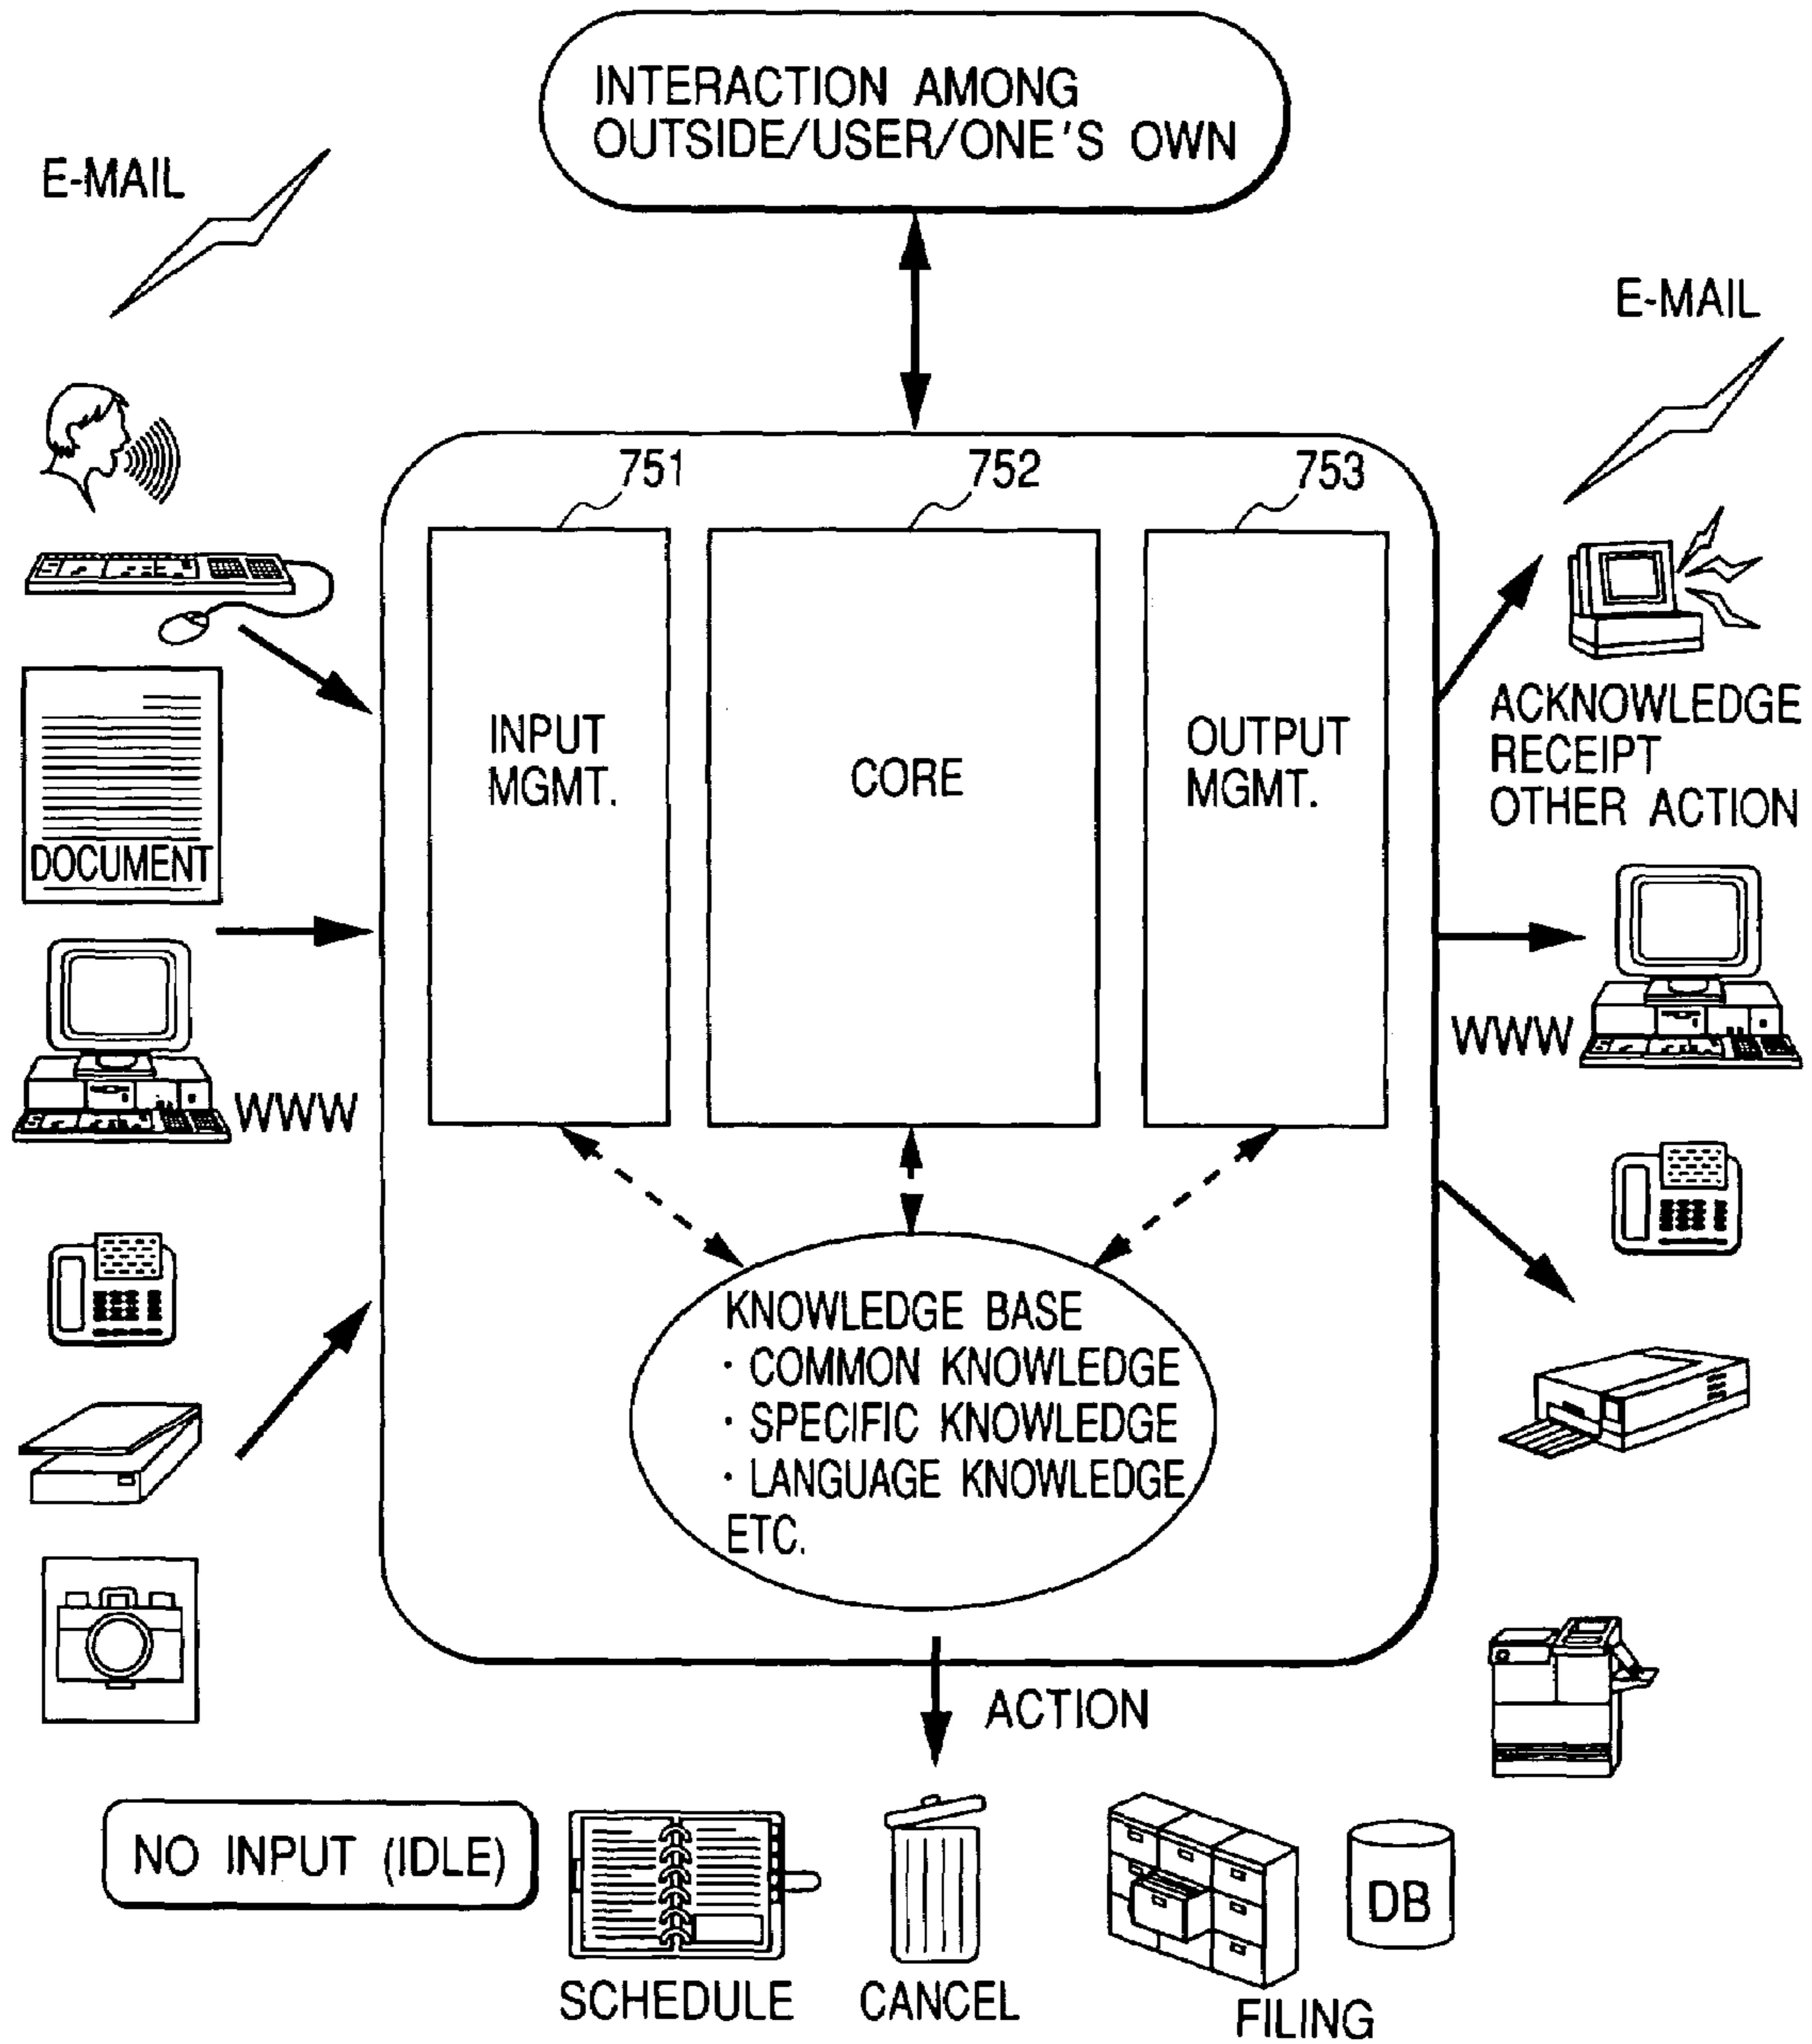 INTERACTION AMONG
OUTSIDE/USER/ONE'S OWN
E-MAIL
E-MAIL
751
752
753
INPUT
MGMT.
CORE
OUTPUT
MGMT.
DOCUMENT
ACKNOWLEDGE
RECEIPT
OTHER ACTION
WWW
WWW
KNOWLEDGE BASE
· COMMON KNOWLEDGE
· SPECIFIC KNOWLEDGE
· LANGUAGE KNOWLEDGE
ETC.
ACTION
NO INPUT (IDLE)
DB
SCHEDULE
CANCEL
FILING